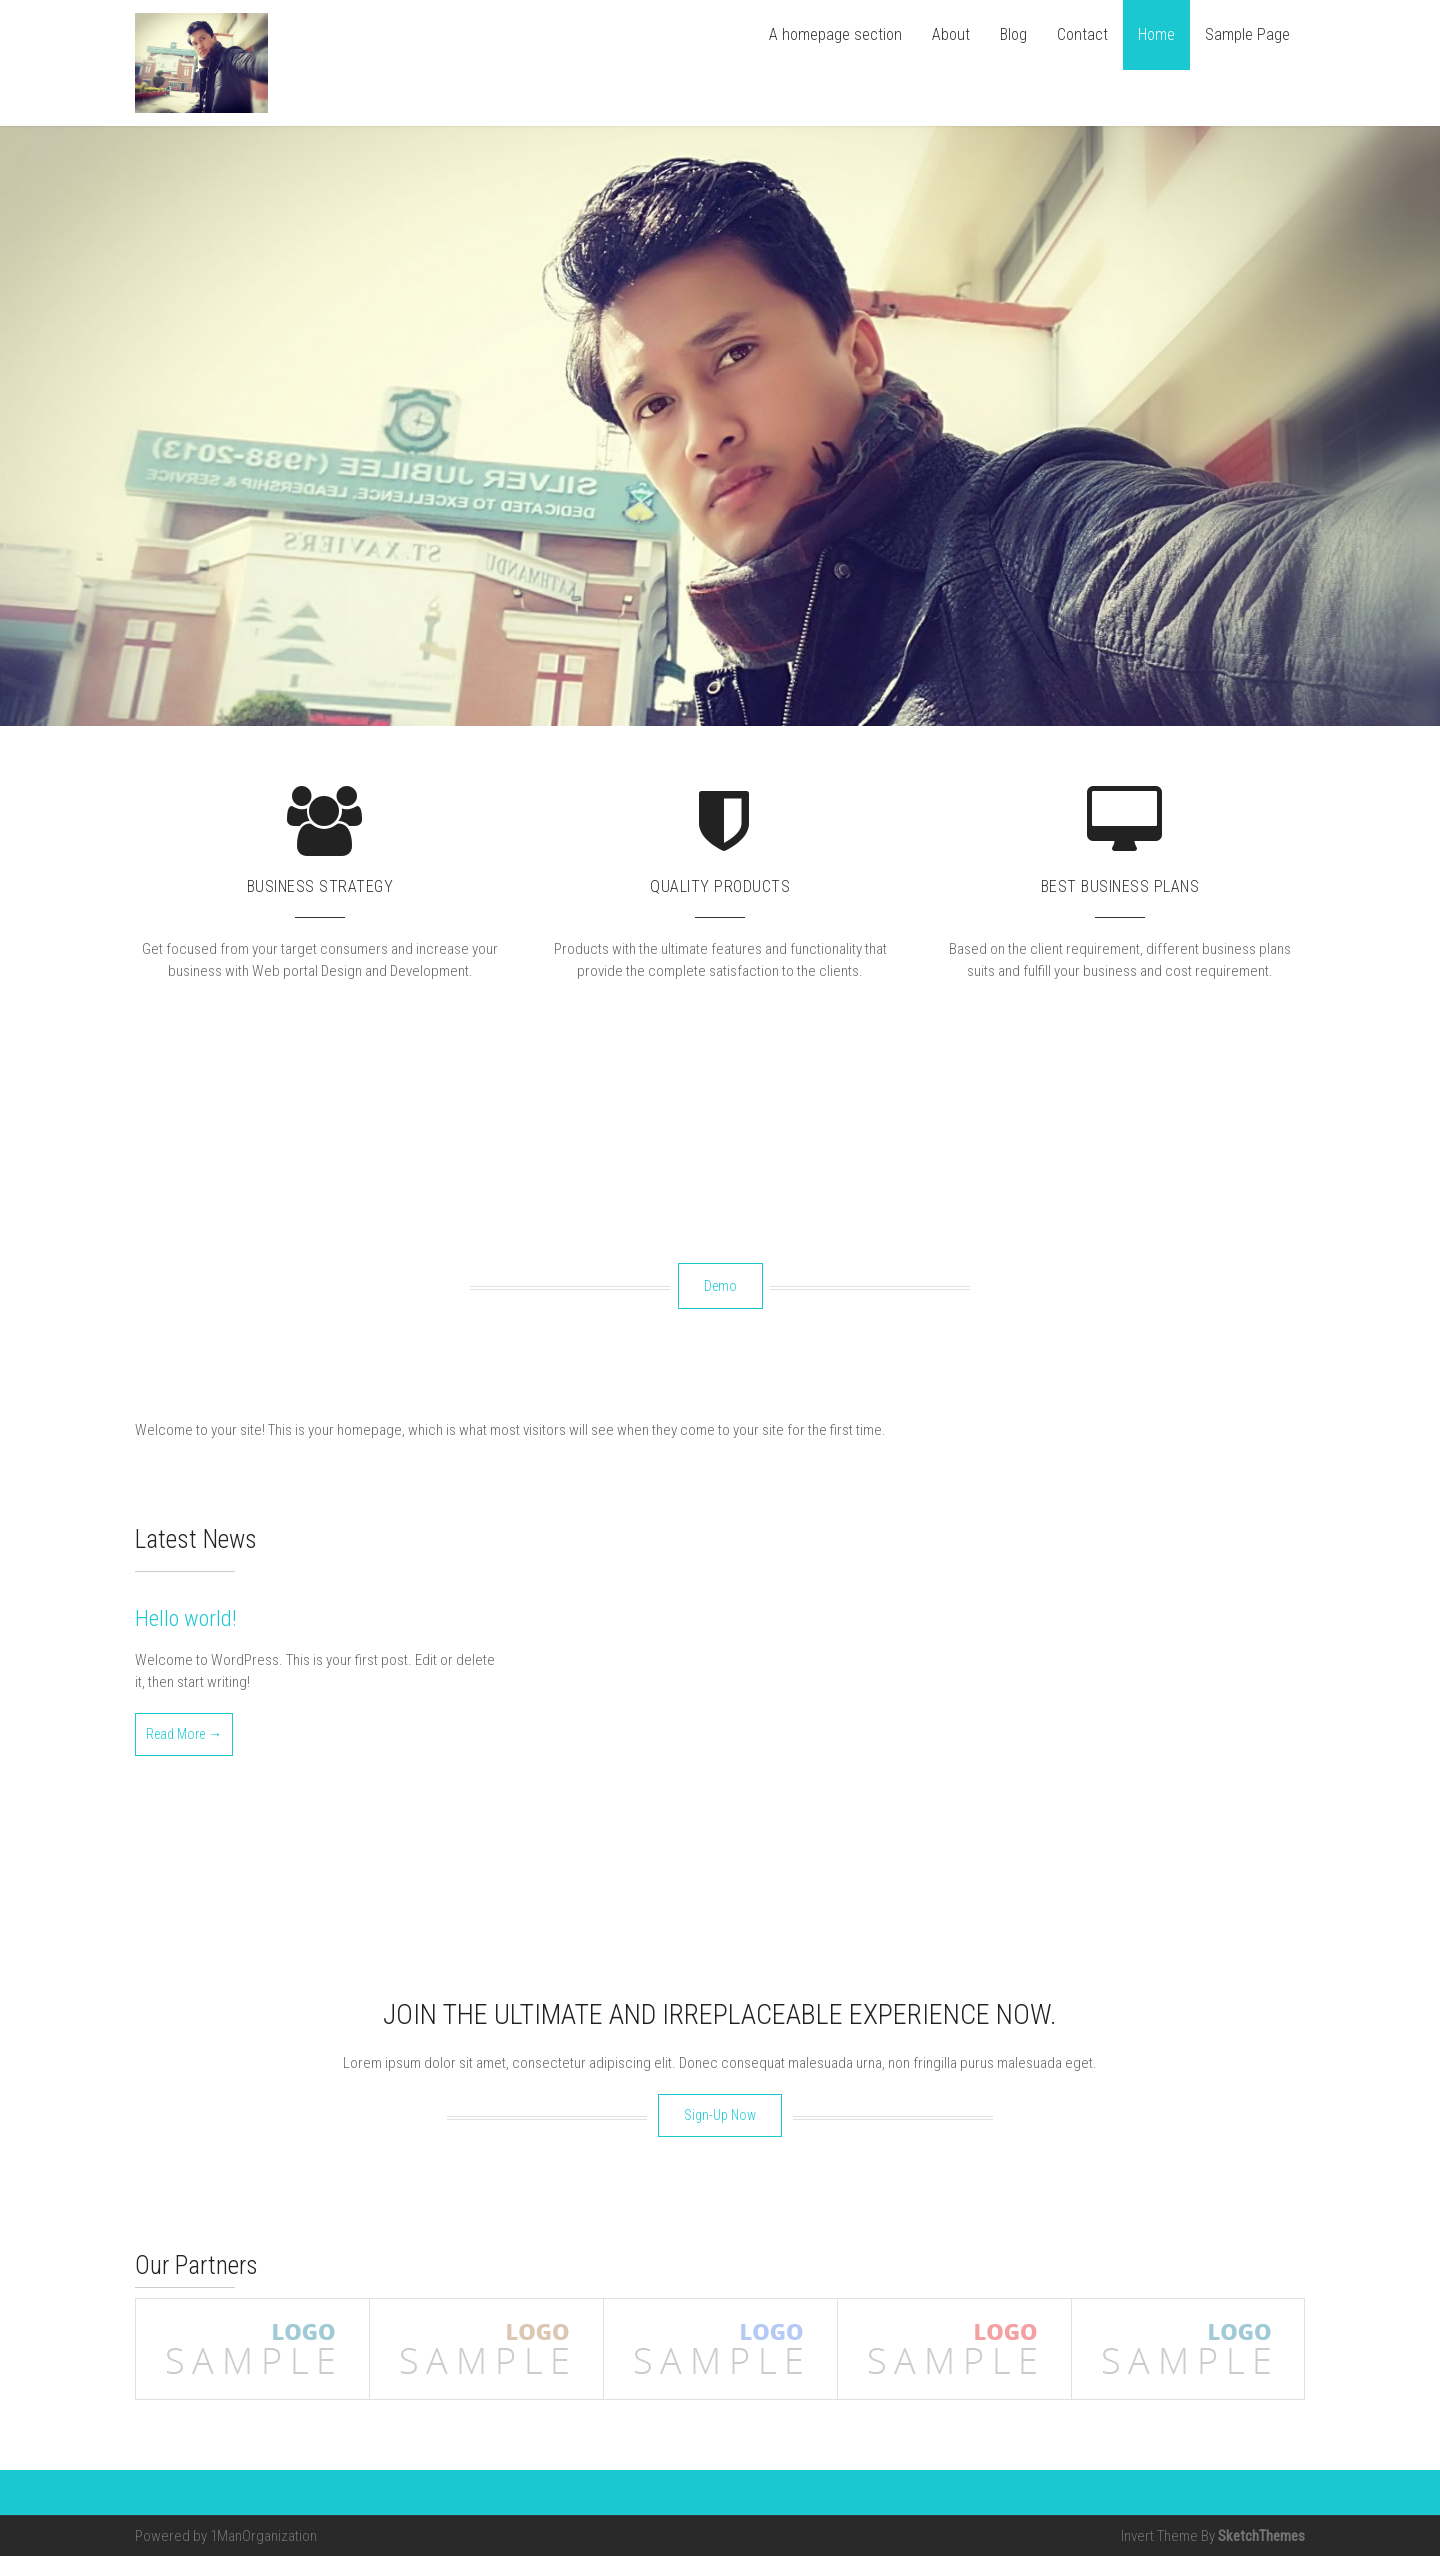 A homepage section
About
Blog
Contact
Home
Sample Page
SILVER JUBILEE (1988-2013)
DEDICATED TO EXCELLENCE, LEADERSHIP & SERVICE
ST. XAVIER'S
KATHMANDU
BUSINESS STRATEGY
Get focused from your target consumers and increase your
business with Web portal Design and Development.
QUALITY PRODUCTS
Products with the ultimate features and functionality that
provide the complete satisfaction to the clients.
BEST BUSINESS PLANS
Based on the client requirement, different business plans
suits and fulfill your business and cost requirement.
Demo
Welcome to your site! This is your homepage, which is what most visitors will see when they come to your site for the first time.
Latest News
Hello world!
Welcome to WordPress. This is your first post. Edit or delete
it, then start writing!
Read More →
JOIN THE ULTIMATE AND IRREPLACEABLE EXPERIENCE NOW.
Lorem ipsum dolor sit amet, consectetur adipiscing elit. Donec consequat malesuada urna, non fringilla purus malesuada eget.
Sign-Up Now
Our Partners
LOGO
SAMPLE
LOGO
SAMPLE
LOGO
SAMPLE
LOGO
SAMPLE
LOGO
SAMPLE
Powered by 1ManOrganization
Invert Theme By SketchThemes